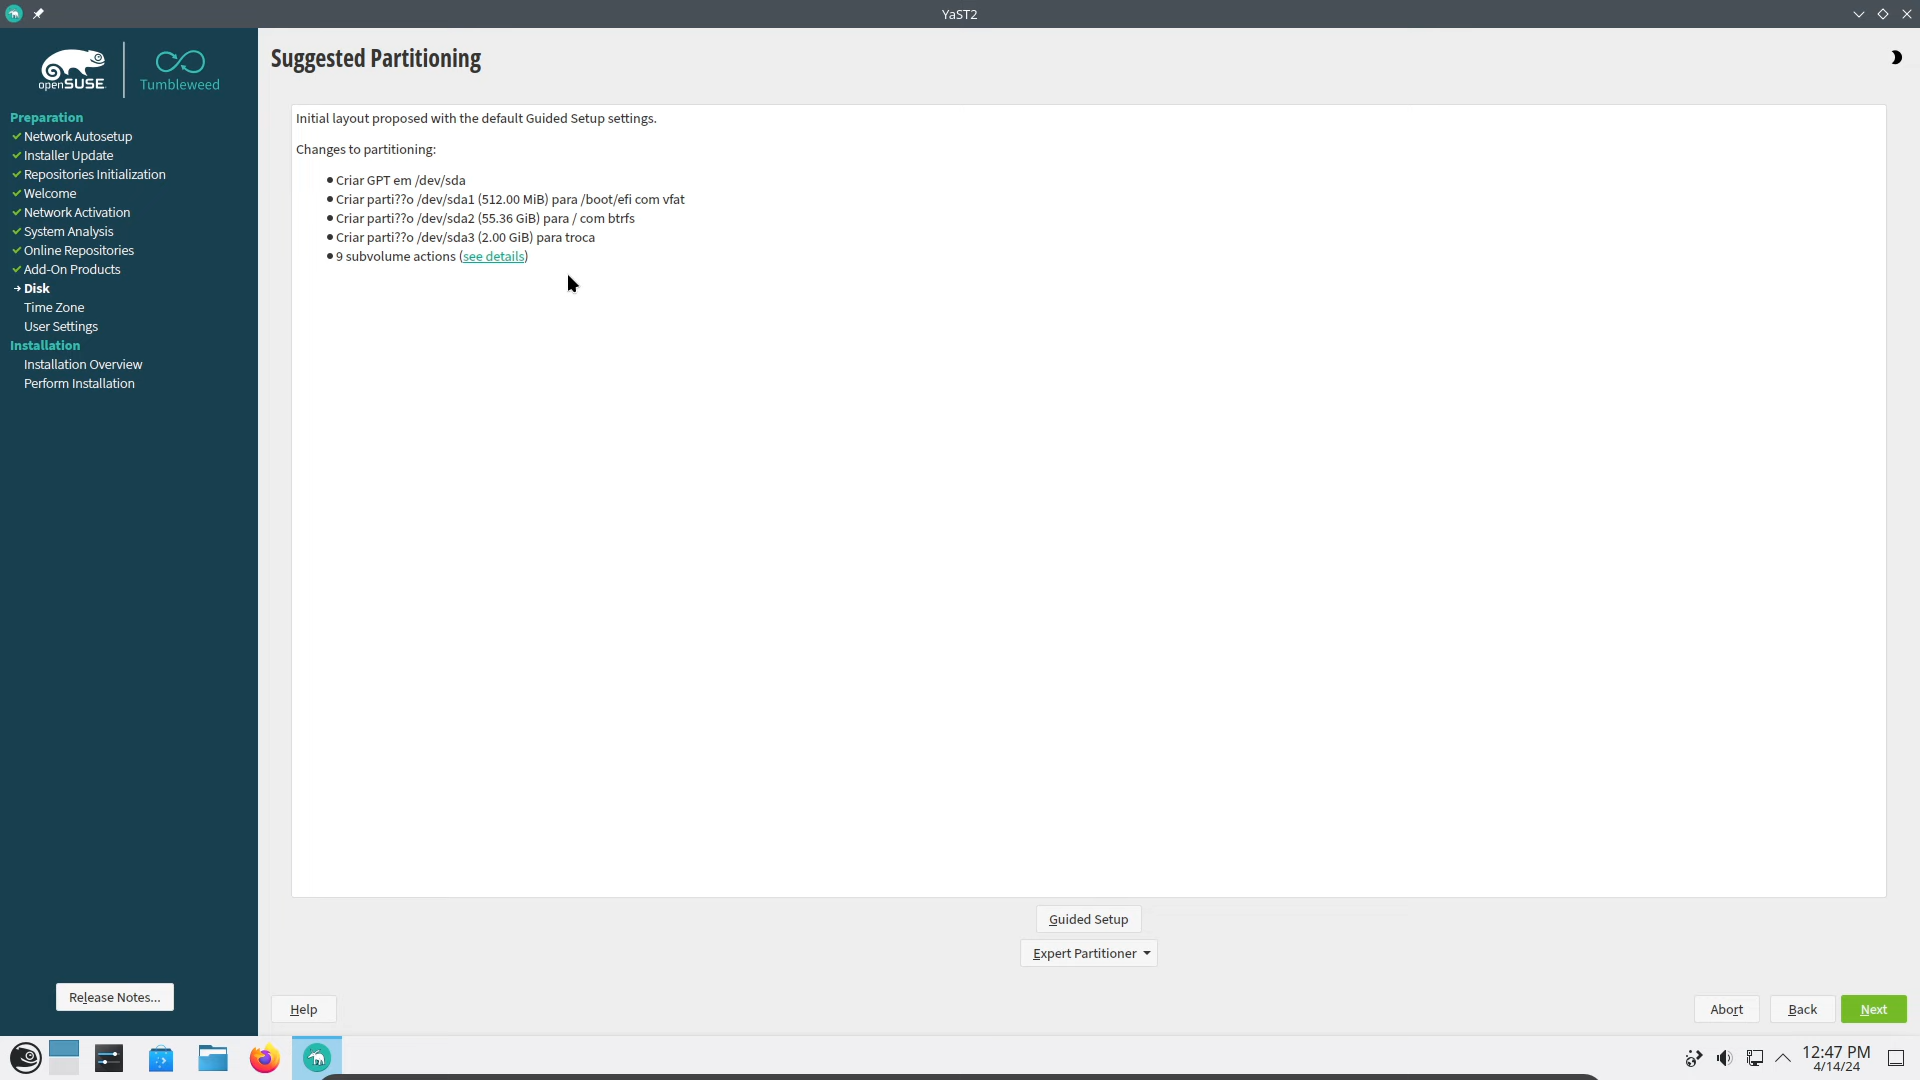 YaST2
openSUSE
Tumbleweed
Preparation
Network Autosetup
Installer Update
Repositories Initialization
Welcome
Network Activation
System Analysis
Online Repositories
Add-On Products
Disk
Time Zone
User Settings
Installation
Installation Overview
Perform Installation
Release Notes...
Suggested Partitioning
Initial layout proposed with the default Guided Setup settings.
Changes to partitioning:
Criar GPT em /dev/sda
Criar parti??o /dev/sda1 (512.00 MiB) para /boot/efi com vfat
Criar parti??o /dev/sda2 (55.36 GiB) para / com btrfs
Criar parti??o /dev/sda3 (2.00 GiB) para troca
9 subvolume actions (see details)
Guided Setup
Expert Partitioner
Help
Abort
Back
Next
12:47 PM
4/14/24